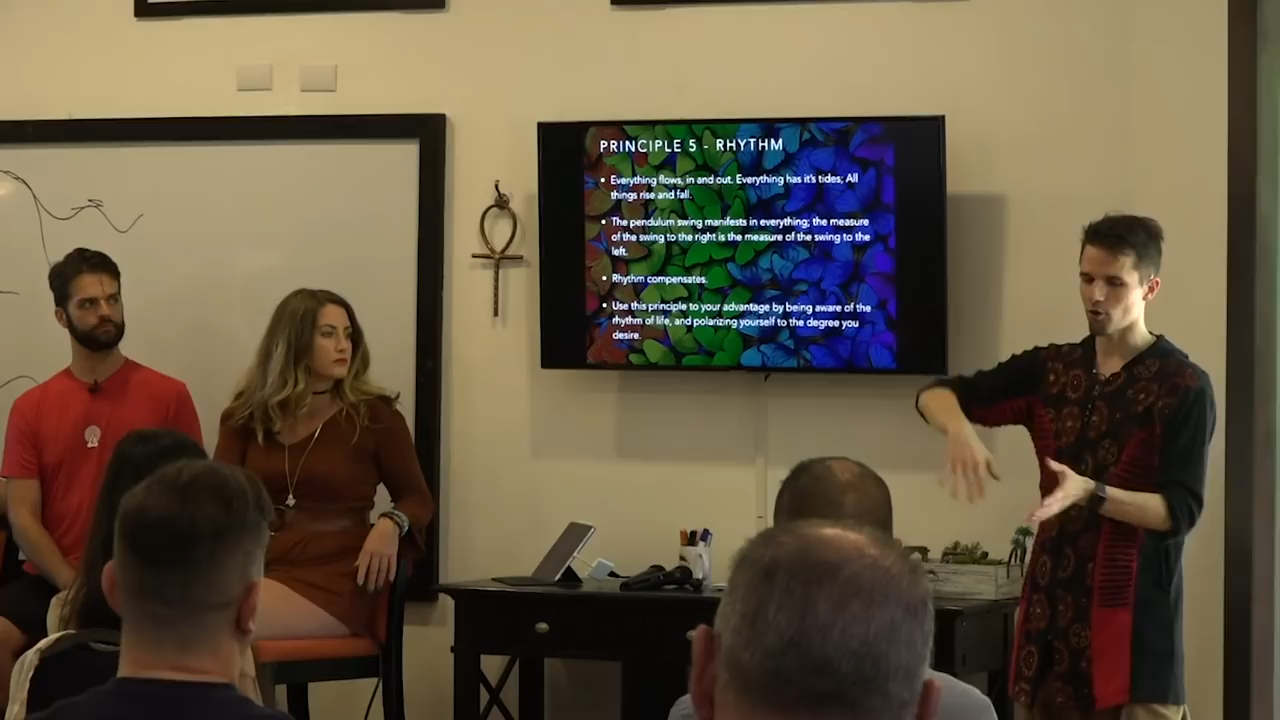 PRINCIPLE 5 - RHYTHM
• Everything flows, in and out. Everything has it's tides; All
things rise and fall.
• The pendulum swing manifests in everything; the measure
of the swing to the right is the measure of the swing to the
left.
• Rhythm compensates.
• Use this principle to your advantage by being aware of the
rhythm of life, and polarizing yourself to the degree you
desire.